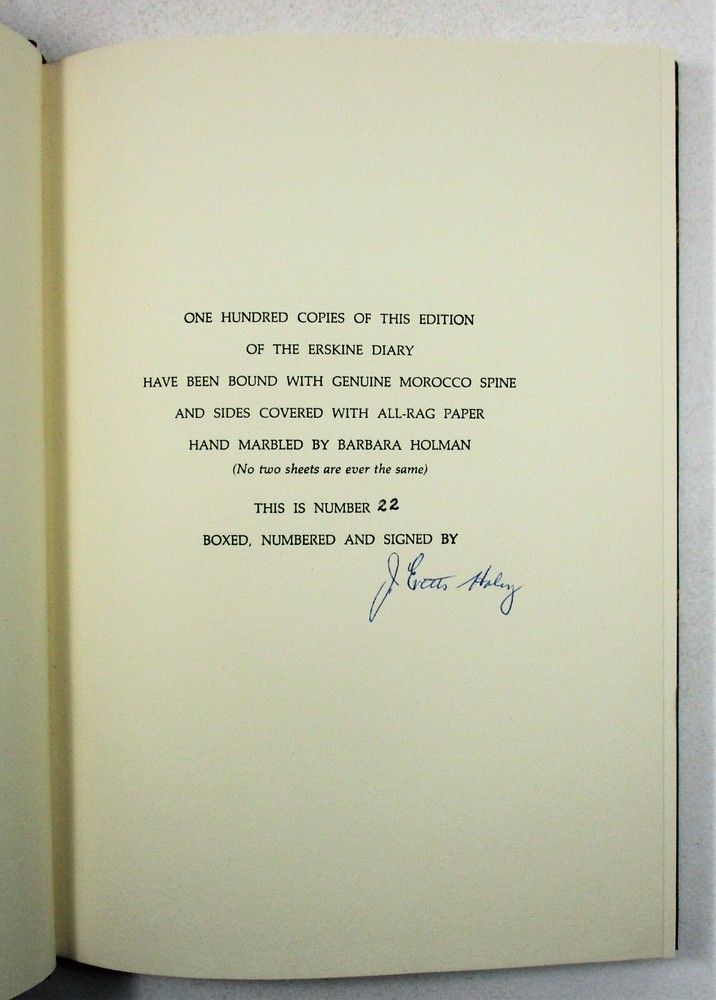 ONE HUNDRED COPIES OF THIS EDITION
OF THE ERSKINE DIARY
HAVE BEEN BOUND WITH GENUINE MOROCCO SPINE
AND SIDES COVERED WITH ALL-RAG PAPER
HAND MARBLED BY BARBARA HOLMAN
(No two sheets are ever the same)
THIS IS NUMBER 22
BOXED, NUMBERED AND SIGNED BY
J. Evetts Haley